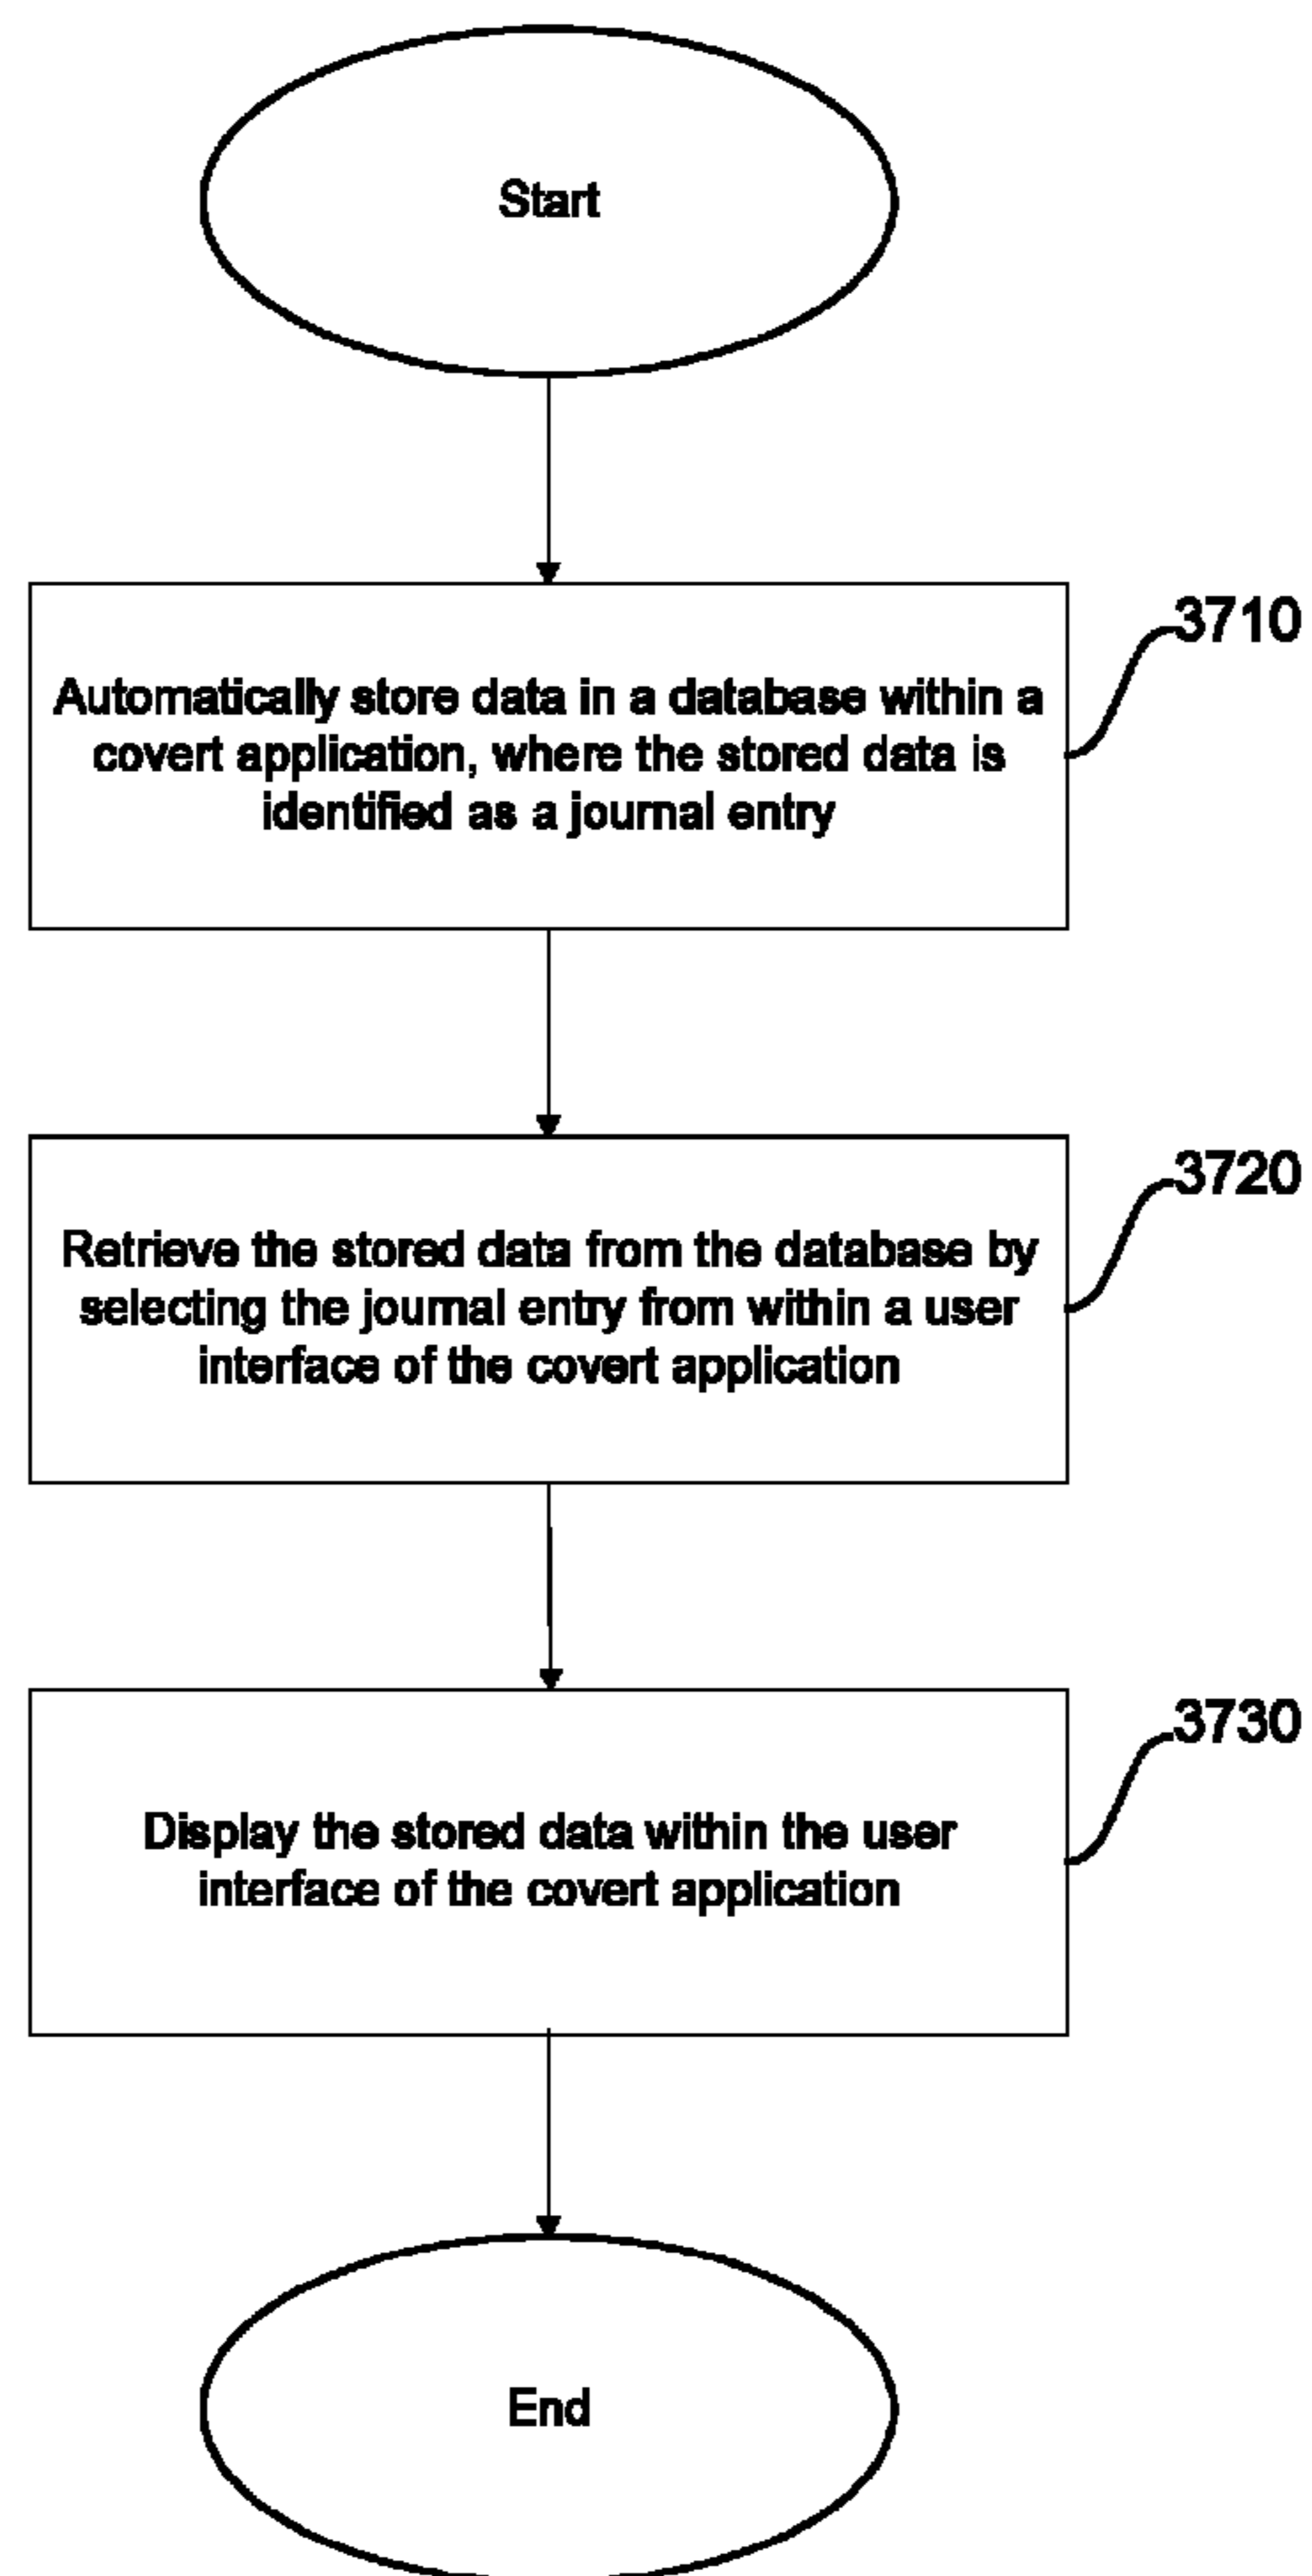 Start
3710
Automatically store data in a database within a
covert application, where the stored data is
identified as a journal entry
3720
Retrieve the stored data from the database by
selecting the journal entry from within a user
interface of the covert application
3730
Display the stored data within the user
interface of the covert application
End